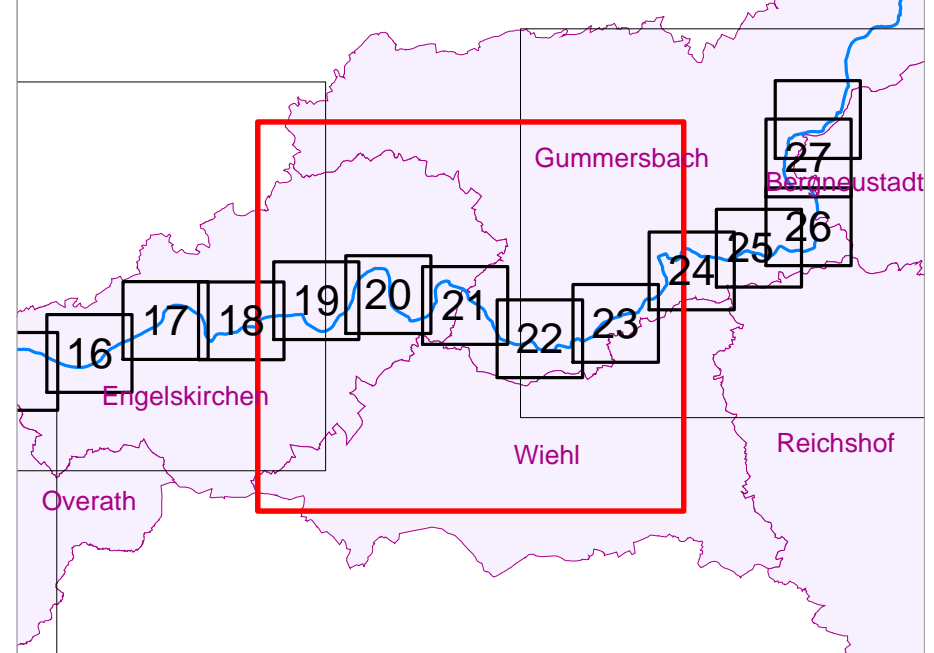 Gummersbach
27
Bergneustadt
26
25
24
19
20
21
17
18
22
23
16
Engelskirchen
Wiehl
Reichshof
Overath